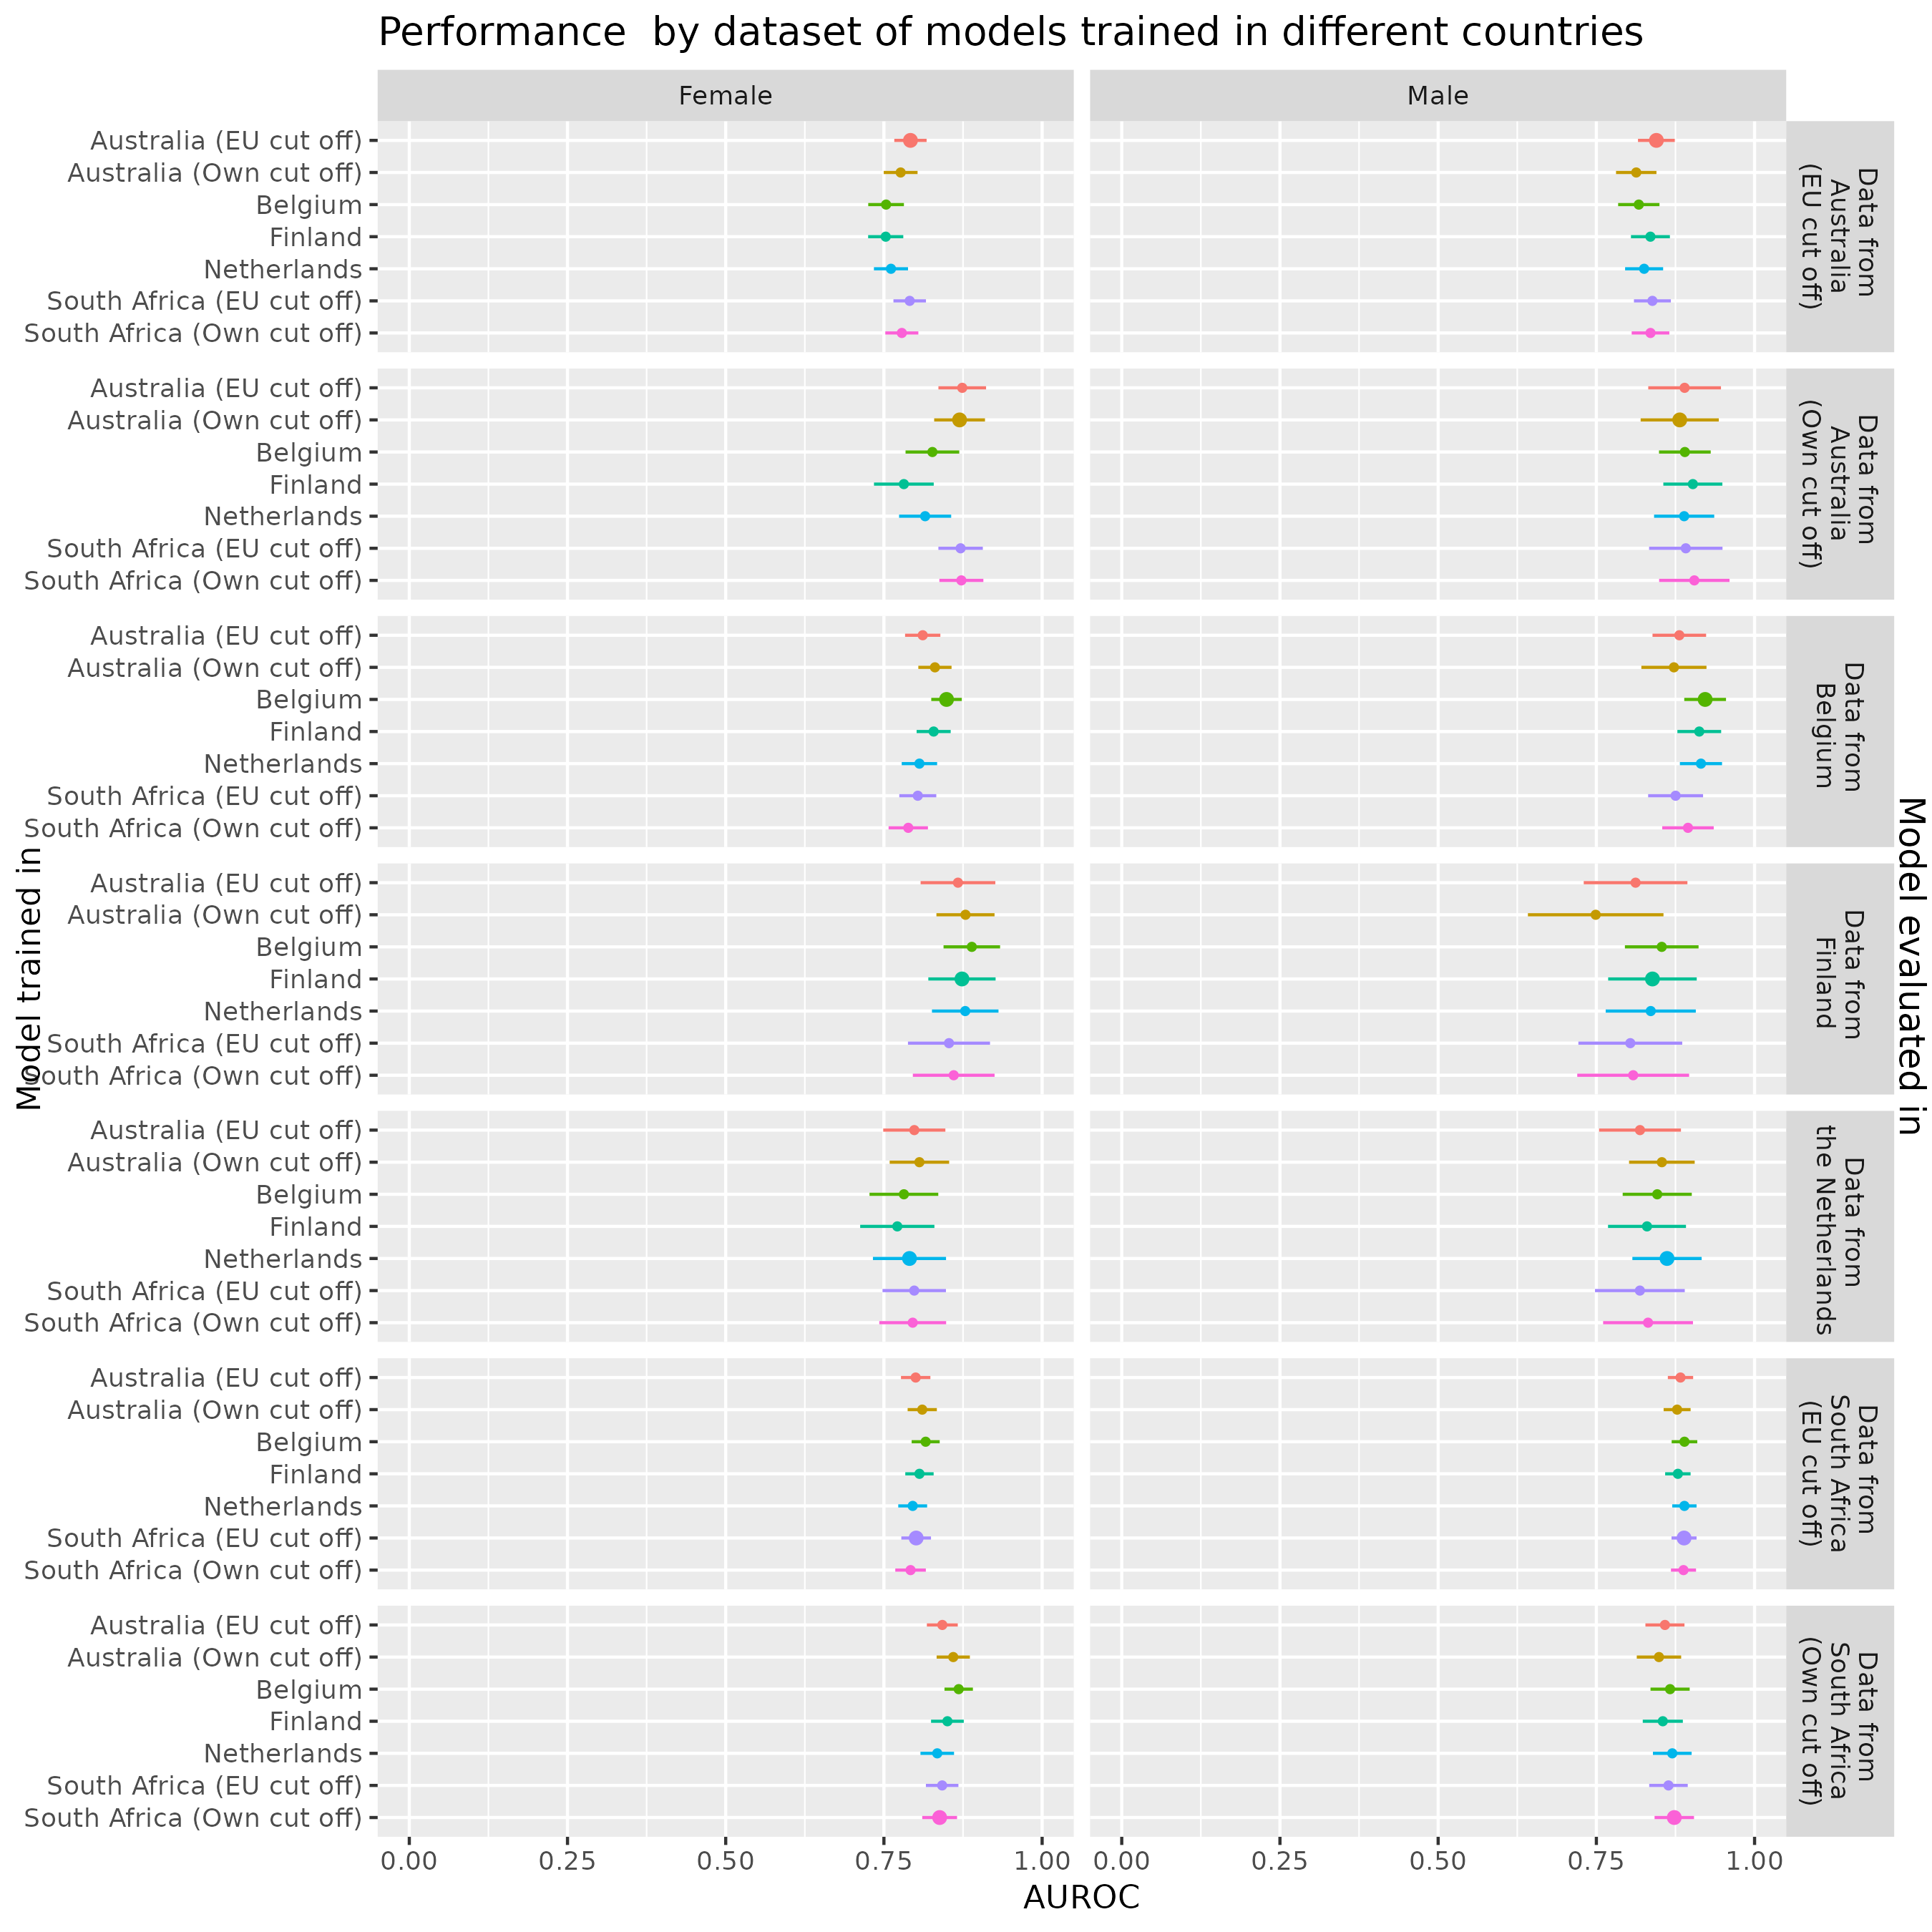 Performance  by dataset of models trained in different countries
Female
Male
Australia (EU cut off)
Australia (Own cut off)
Belgium
Finland
Netherlands
South Africa (EU cut off)
South Africa (Own cut off)
Data from
Australia
(EU cut off)
Australia (EU cut off)
Australia (Own cut off)
Belgium
Finland
Netherlands
South Africa (EU cut off)
South Africa (Own cut off)
Data from
Australia
(Own cut off)
Australia (EU cut off)
Australia (Own cut off)
Belgium
Finland
Netherlands
South Africa (EU cut off)
South Africa (Own cut off)
Data from
Belgium
Australia (EU cut off)
Australia (Own cut off)
Belgium
Finland
Netherlands
South Africa (EU cut off)
South Africa (Own cut off)
Data from
Finland
Australia (EU cut off)
Australia (Own cut off)
Belgium
Finland
Netherlands
South Africa (EU cut off)
South Africa (Own cut off)
Data from
the Netherlands
Australia (EU cut off)
Australia (Own cut off)
Belgium
Finland
Netherlands
South Africa (EU cut off)
South Africa (Own cut off)
Data from
South Africa
(EU cut off)
Australia (EU cut off)
Australia (Own cut off)
Belgium
Finland
Netherlands
South Africa (EU cut off)
South Africa (Own cut off)
Data from
South Africa
(Own cut off)
Model trained in
Model evaluated in
0.00 0.25 0.50 0.75 1.00 0.00 0.25 0.50 0.75 1.00
AUROC